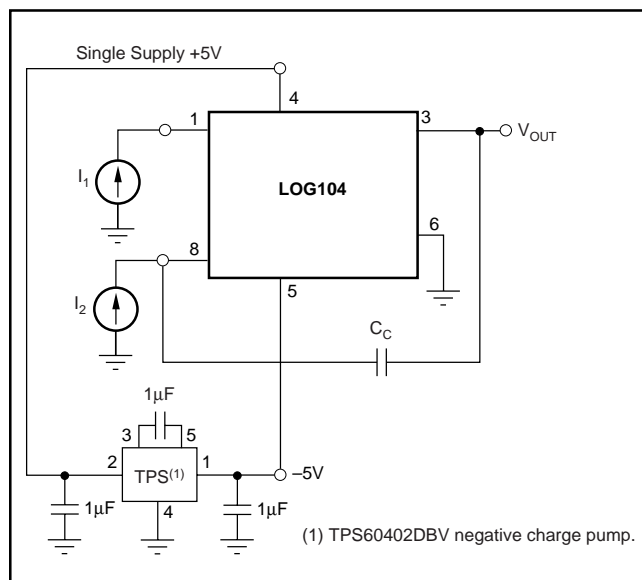 Single Supply +5V
4
1
3
V_OUT
I_1
LOG104
6
8
5
I_2
C_C
1µF
3
5
2
1
–5V
TPS(1)
1µF
4
1µF
(1) TPS60402DBV negative charge pump.